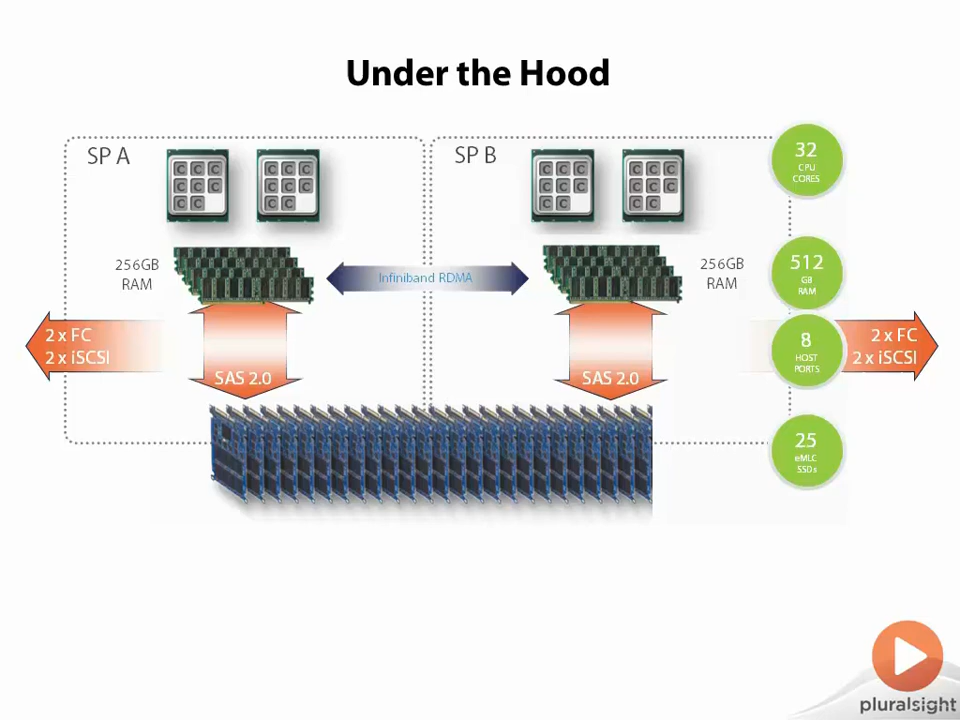 Under the Hood
SP A
SP B
32
CPU
CORES
C C C C C C
C C C C C C
C C C C
C C C C C C
C C C C C C
C C C C
256GB
RAM
Infiniband RDMA
256GB
RAM
512
GB
RAM
2 x FC
2 x iSCSI
8
HOST
PORTS
2 x FC
2 x iSCSI
SAS 2.0
SAS 2.0
25
eMLC
SSDs
pluralsight